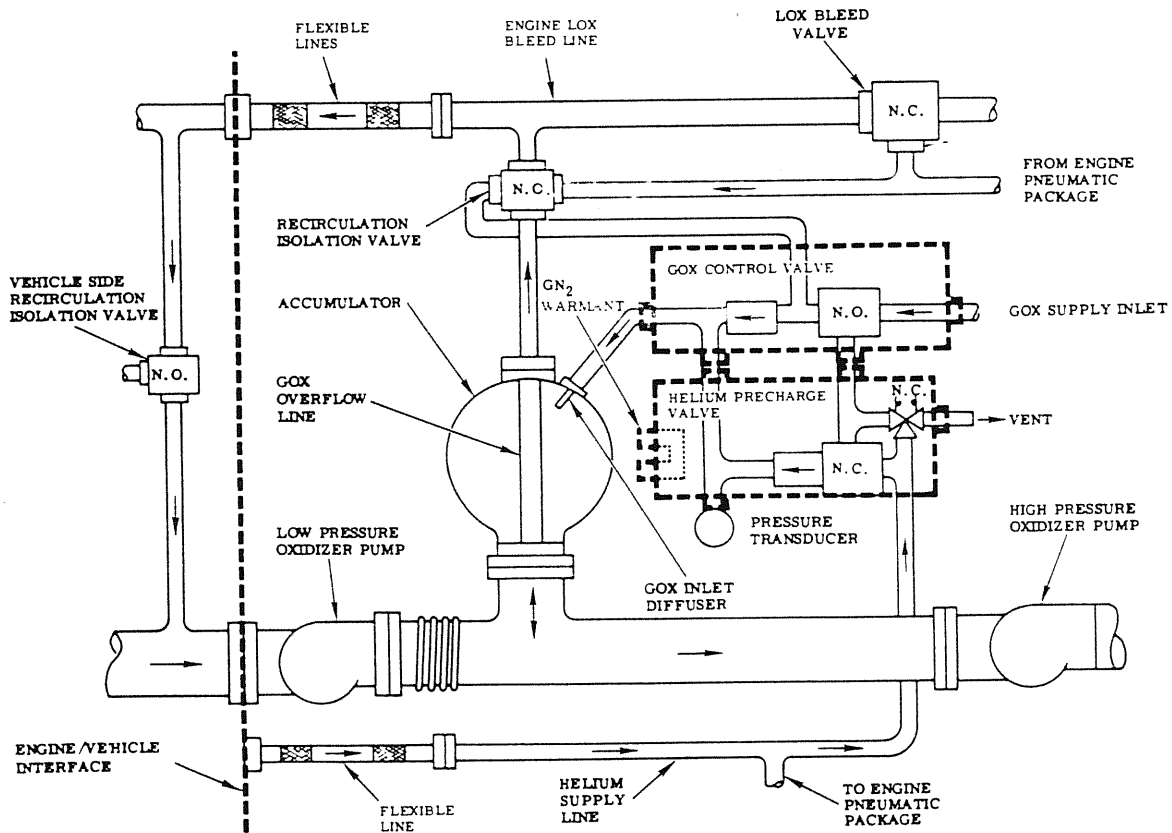 FLEXIBLE
LINES
ENGINE LOX
BLEED LINE
LOX BLEED
VALVE
N.C.
N.C.
FROM ENGINE
PNEUMATIC
PACKAGE
RECIRCULATION
ISOLATION VALVE
VEHICLE SIDE
RECIRCULATION
ISOLATION VALVE
N.O.
ACCUMULATOR
GN2
WARMANT
GOX CONTROL VALVE
N.O.
GOX SUPPLY INLET
GOX
OVERFLOW
LINE
HELIUM PRECHARGE
VALVE
N.C.
VENT
N.C.
LOW PRESSURE
OXIDIZER PUMP
PRESSURE
TRANSDUCER
HIGH PRESSURE
OXIDIZER PUMP
GOX INLET
DIFFUSER
ENGINE/VEHICLE
INTERFACE
FLEXIBLE
LINE
HELIUM
SUPPLY
LINE
TO ENGINE
PNEUMATIC
PACKAGE